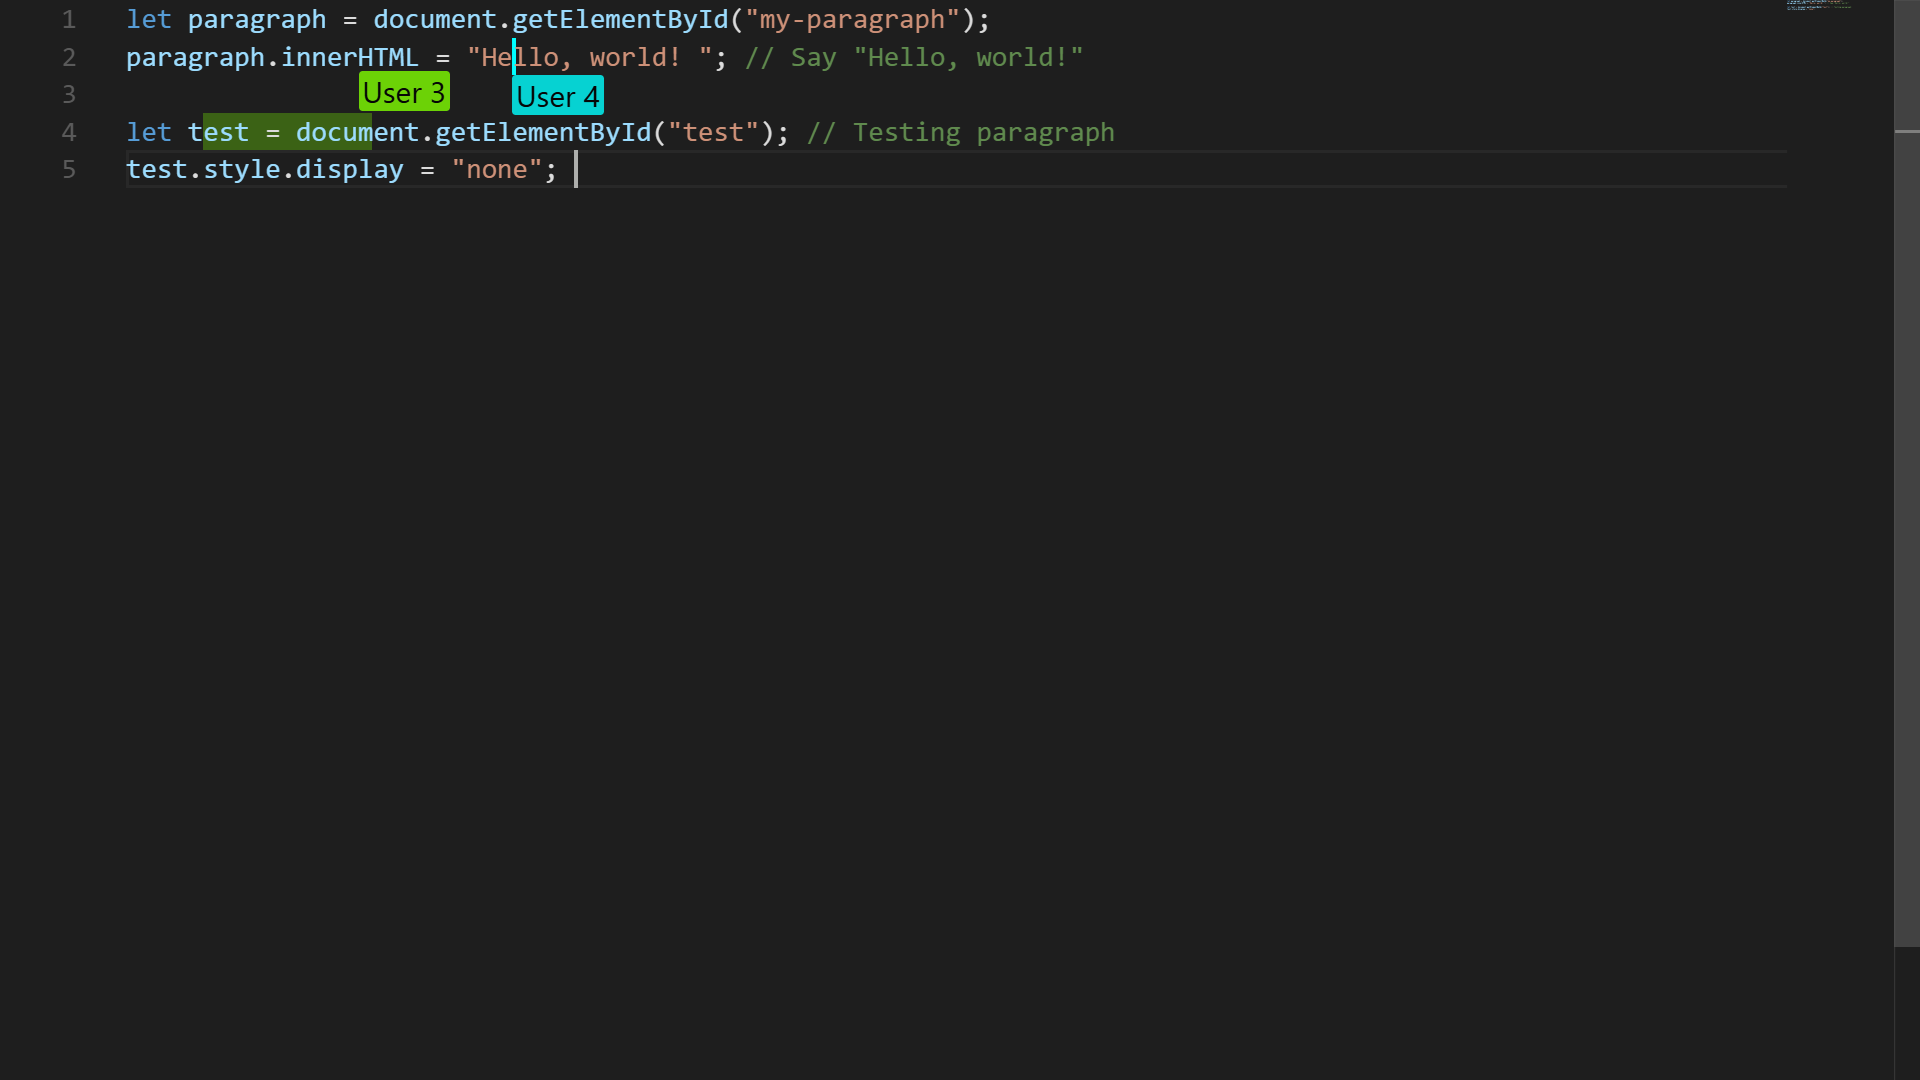 1 let paragraph = document.getElementById("my-paragraph");
2 paragraph.innerHTML = "Hello, world! "; // Say "Hello, world!"
3 User 3 User 4
4 let test = document.getElementById("test"); // Testing paragraph
5 test.style.display = "none";